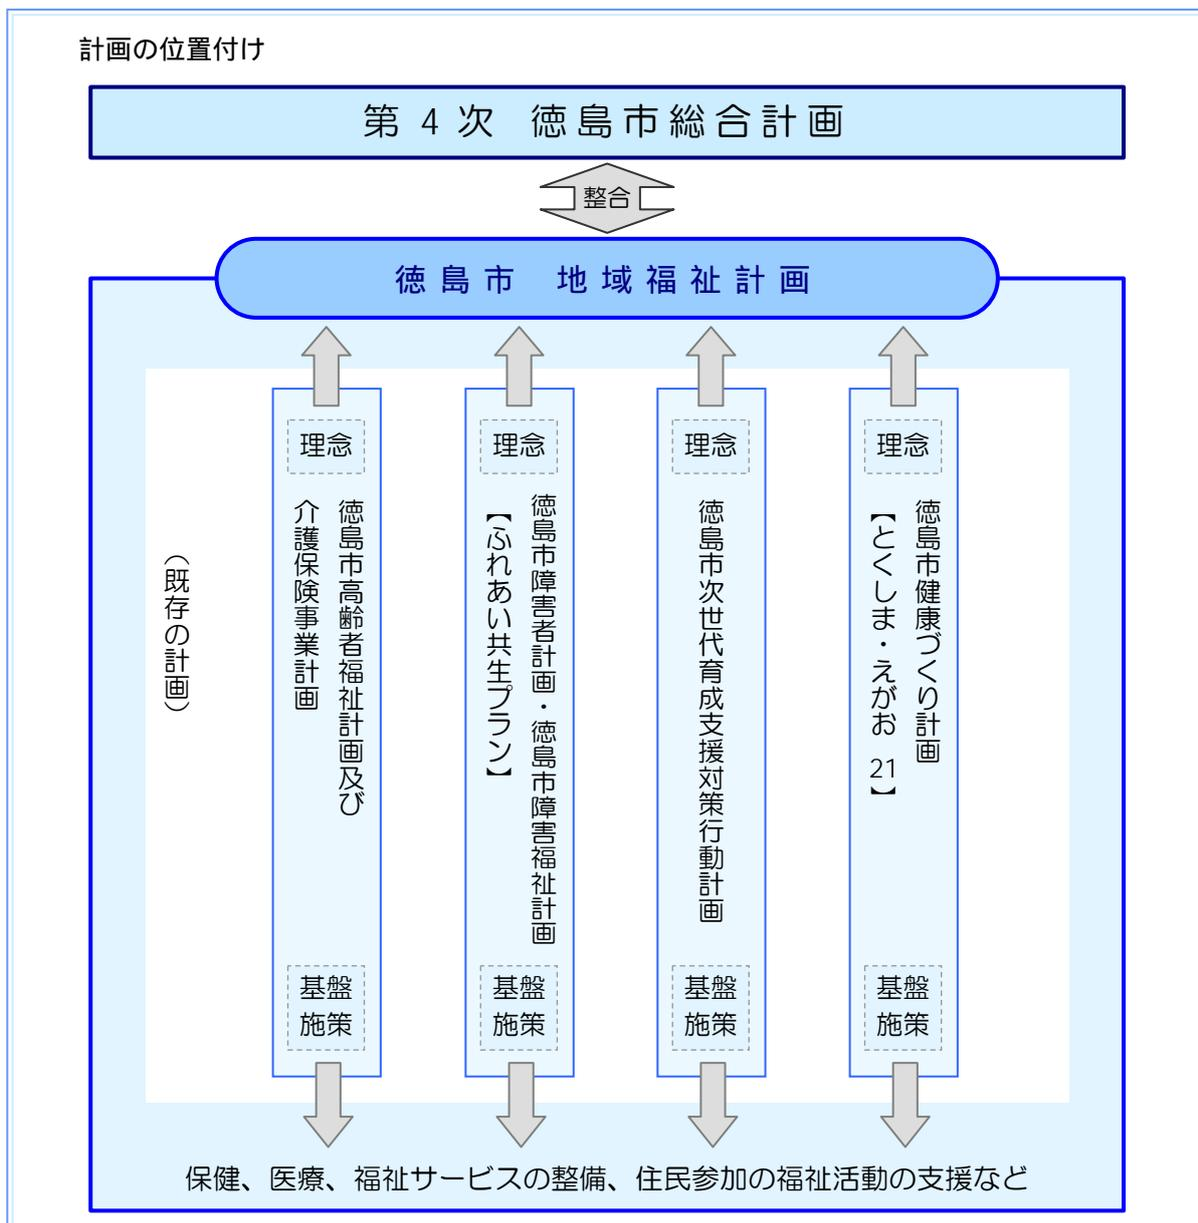 計画の位置付け
第4次 徳島市総合計画
整合
徳島市 地域福祉計画
(既存の計画)
理念
徳島市高齢者福祉計画及び
介護保険事業計画
基盤
施策
理念
徳島市障害者計画・徳島市障害福祉計画
【ふれあい共生プラン】
基盤
施策
理念
徳島市次世代育成支援対策行動計画
基盤
施策
理念
徳島市健康づくり計画
【とくしま・えがお 21】
基盤
施策
保健、医療、福祉サービスの整備、住民参加の福祉活動の支援など